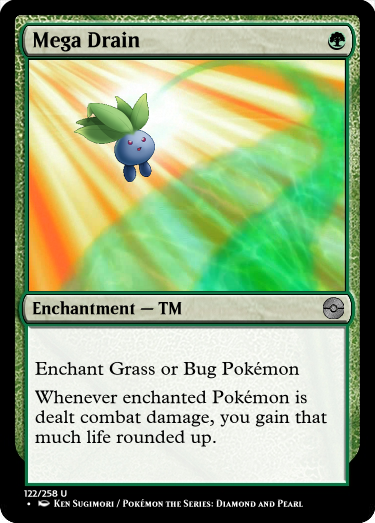 Mega Drain
Enchantment — TM
Enchant Grass or Bug Pokémon
Whenever enchanted Pokémon is
dealt combat damage, you gain that
much life rounded up.
122/258 U
• Ken Sugimori / Pokémon the Series: Diamond and Pearl